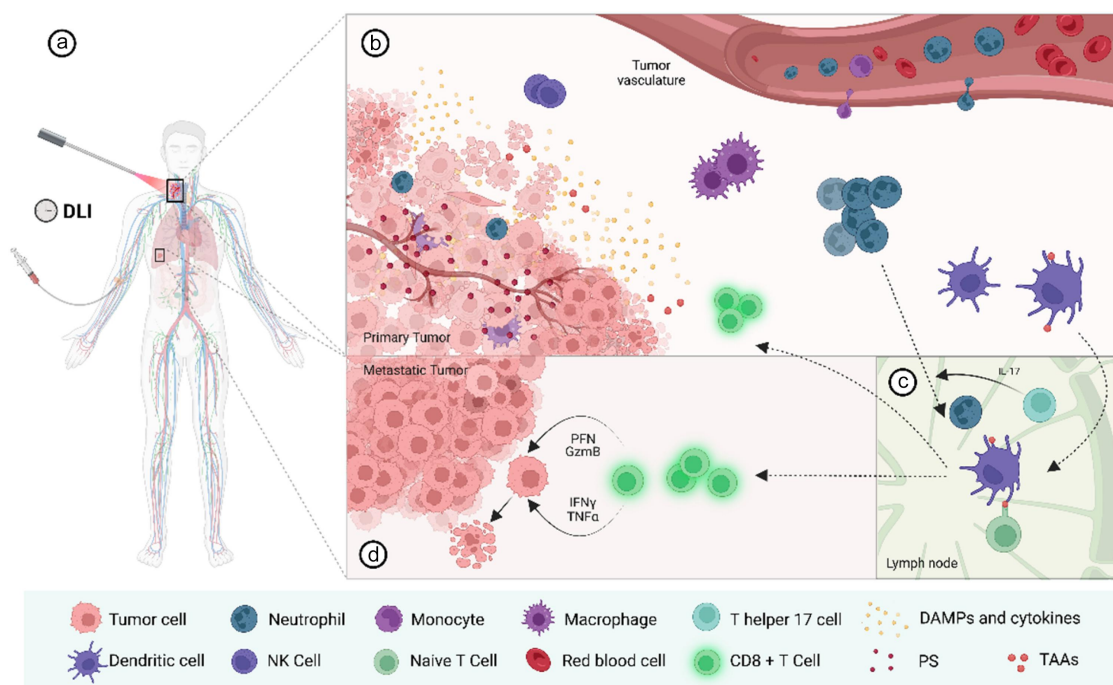 a
DLI
b
Tumor
vasculature
Primary Tumor
Metastatic Tumor
PFN
GzmB
IFNγ
TNFα
d
c
IL-17
Lymph node
Tumor cell
Neutrophil
Monocyte
Macrophage
T helper 17 cell
DAMPs and cytokines
Dendritic cell
NK Cell
Naive T Cell
Red blood cell
CD8 + T Cell
PS
TAAs